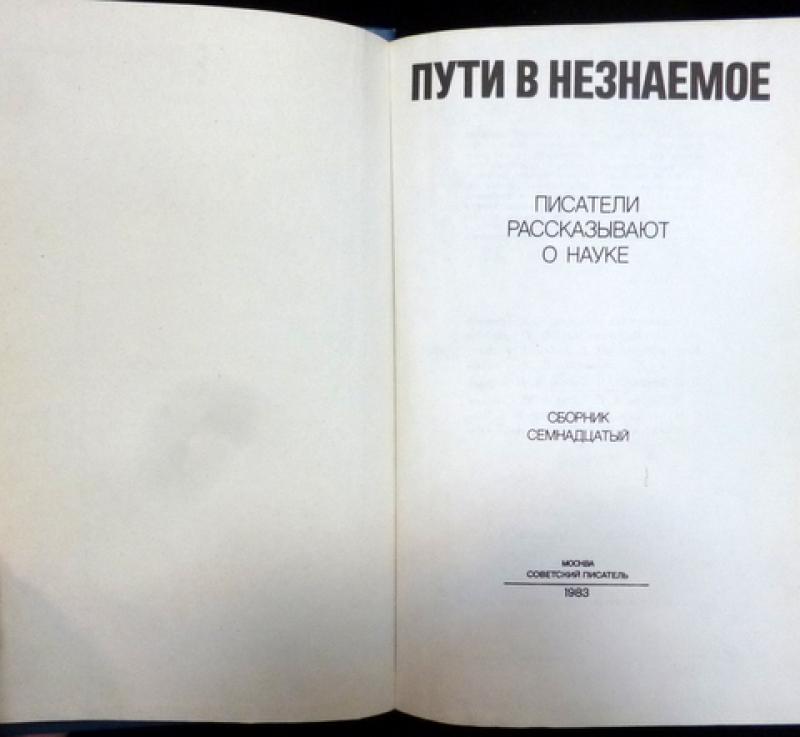 ПУТИ В НЕЗНАЕМОЕ
ПИСАТЕЛИ
РАССКАЗЫВАЮТ
О НАУКЕ
СБОРНИК
СЕМНАДЦАТЫЙ
МОСКВА
СОВЕТСКИЙ ПИСАТЕЛЬ
1983